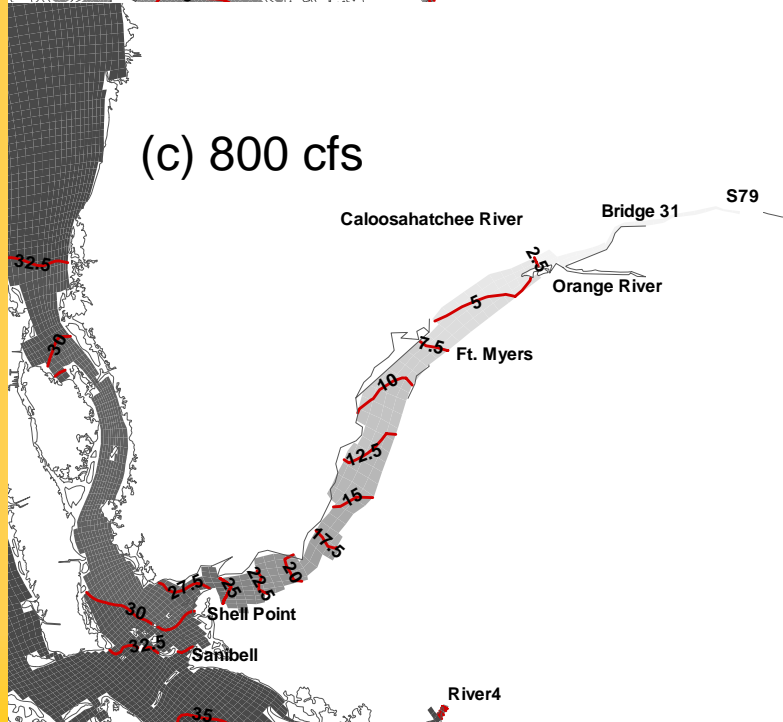 (c) 800 cfs
S79
Bridge 31
Caloosahatchee River
2.5
32.5
Orange River
5
30
7.5
Ft. Myers
10
12.5
15
17.5
20
22.5
25
27.5
30
Shell Point
32.5
Sanibell
River4
35